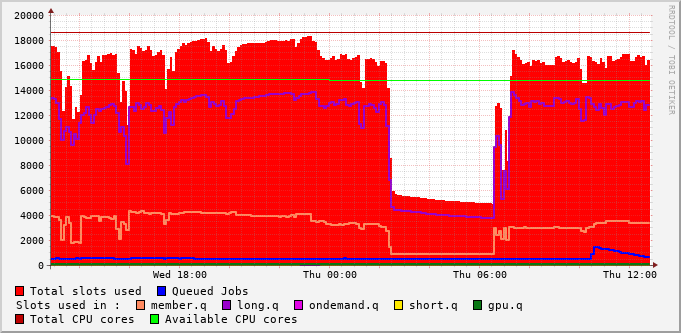 20000
18000
16000
14000
12000
10000
8000
6000
4000
2000
0
Wed 18:00 Thu 00:00 Thu 06:00 Thu 12:00
RRDTOOL / TOBI OETIKER
Total slots used Queued Jobs
Slots used in : member.q long.q ondemand.q short.q gpu.q
Total CPU cores Available CPU cores